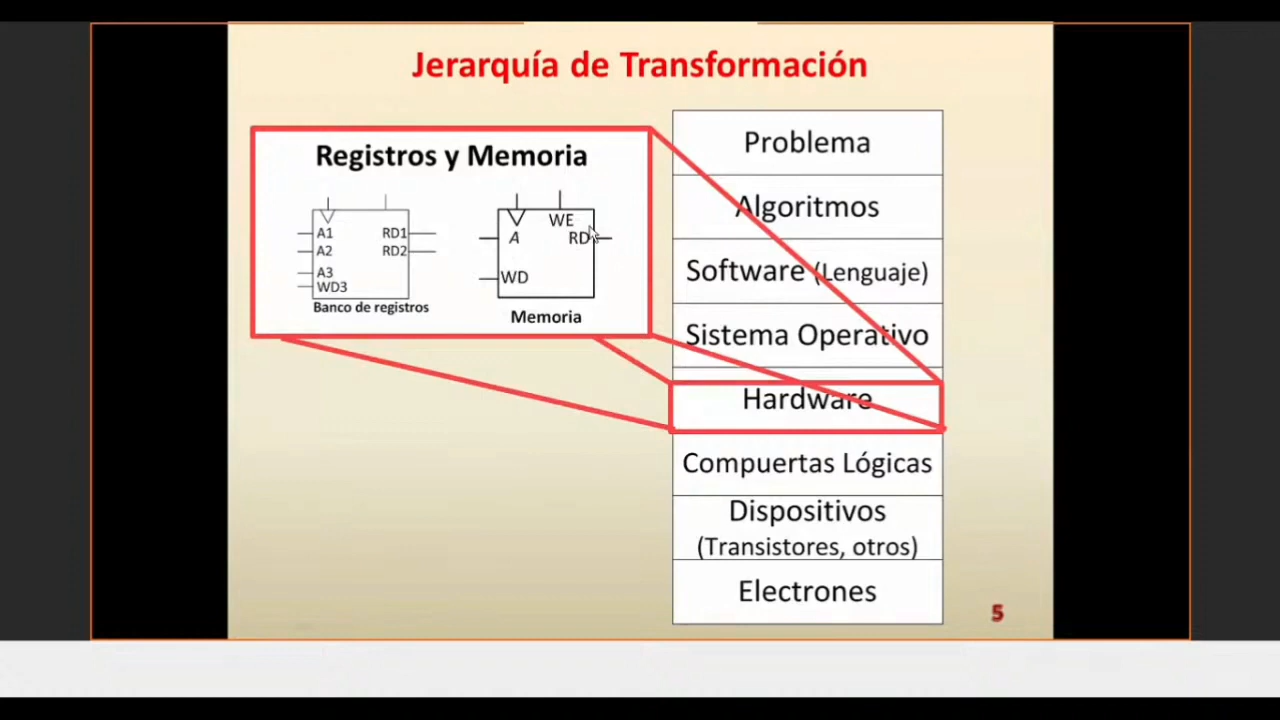 Jerarquía de Transformación
Registros y Memoria
A1
A2
A3
WD3
RD1
RD2
Banco de registros
WE
A
RD
WD
Memoria
Problema
Algoritmos
Software (Lenguaje)
Sistema Operativo
Hardware
Compuertas Lógicas
Dispositivos
(Transistores, otros)
Electrones
5